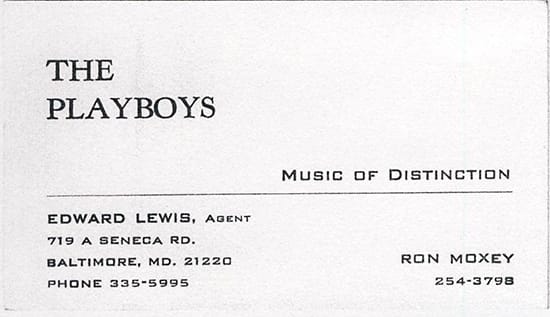 THE
PLAYBOYS
MUSIC OF DISTINCTION
EDWARD LEWIS, AGENT
719 A SENECA RD.
BALTIMORE, MD. 21220
PHONE 335-5995
RON MOXEY
254-3798